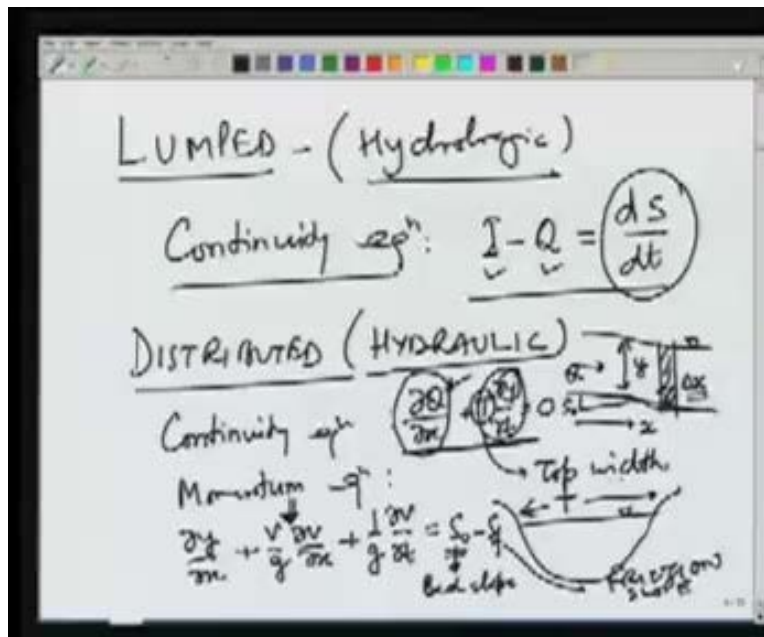 LUMPED - (Hydrologic)
Continuity eqⁿ: I - Q = dS/dt
DISTRIBUTED (HYDRAULIC)
Continuity eqⁿ ∂Q/∂x + T ∂y/∂t = 0
Q → y Δx
S₀ → x
Top width
Momentum eqⁿ:
T
∂y/∂x + V/g ∂V/∂x + 1/g ∂V/∂t = S₀ - Sf
Bed slope
FRICTION SLOPE